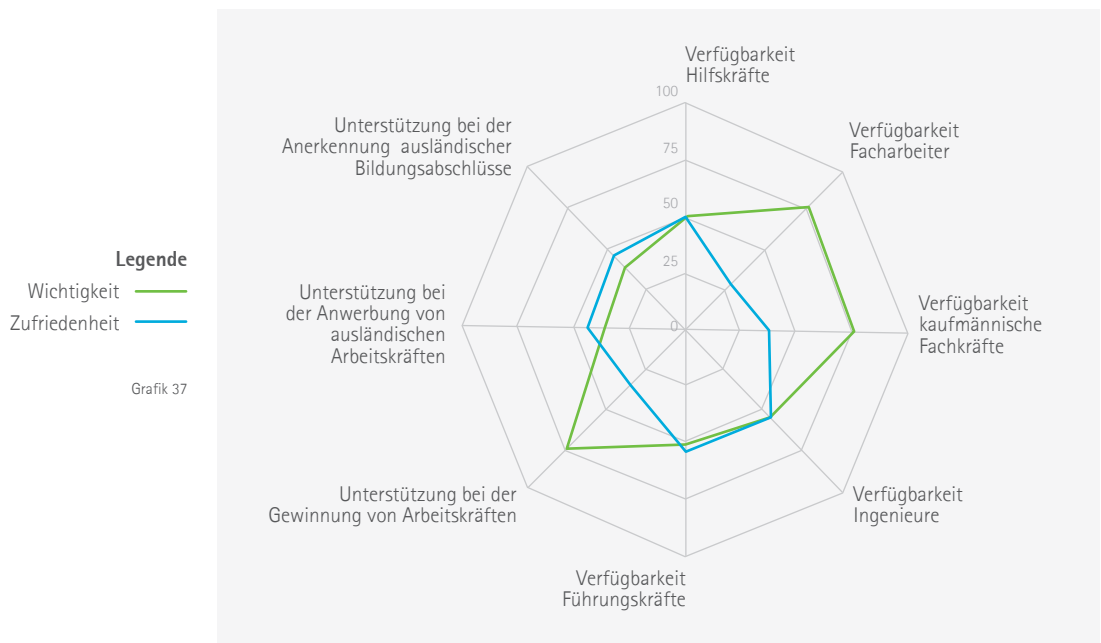 Legende
Wichtigkeit
Zufriedenheit
Grafik 37
Verfügbarkeit
Hilfskräfte
Verfügbarkeit
Facharbeiter
Verfügbarkeit
kaufmännische
Fachkräfte
Verfügbarkeit
Ingenieure
Verfügbarkeit
Führungskräfte
Unterstützung bei der
Gewinnung von Arbeitskräften
Unterstützung bei
der Anwerbung von
ausländischen
Arbeitskräften
Unterstützung bei der
Anerkennung ausländischer
Bildungsabschlüsse
100
75
50
25
0